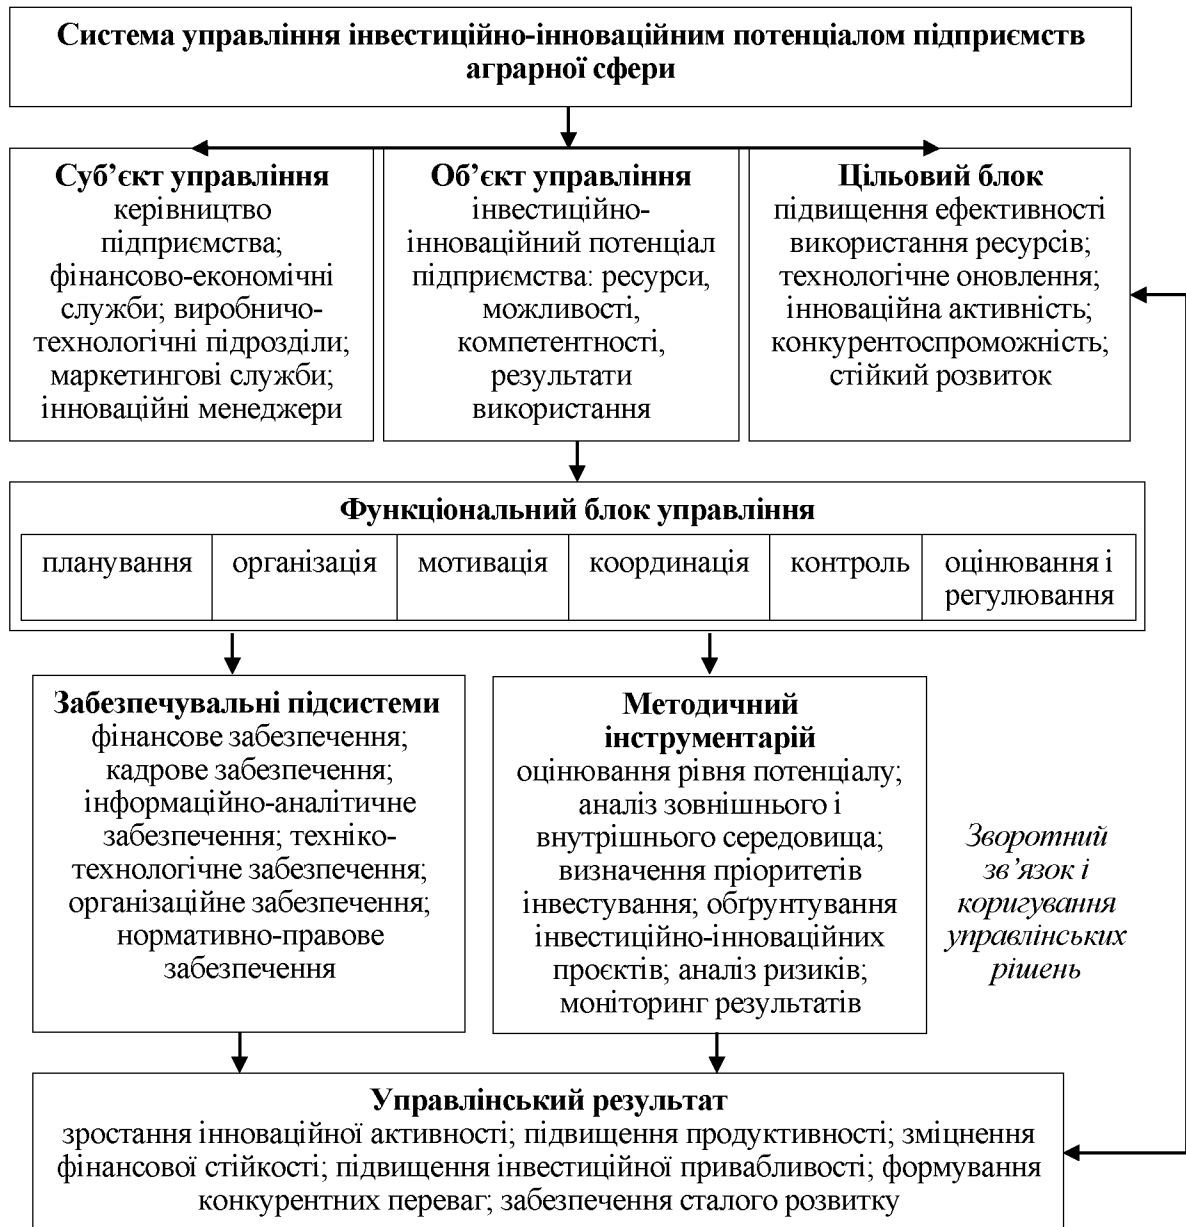 Система управління інвестиційно-інноваційним потенціалом підприємств
аграрної сфери
Суб’єкт управління
керівництво
підприємства;
фінансово-економічні
служби; виробничо-
технологічні підрозділи;
маркетингові служби;
інноваційні менеджери
Об’єкт управління
інвестиційно-
інноваційний потенціал
підприємства: ресурси,
можливості,
компетентності,
результати
використання
Цільовий блок
підвищення ефективності
використання ресурсів;
технологічне оновлення;
інноваційна активність;
конкурентоспроможність;
стійкий розвиток
Функціональний блок управління
планування
організація
мотивація
координація
контроль
оцінювання і
регулювання
Забезпечувальні підсистеми
фінансове забезпечення;
кадрове забезпечення;
інформаційно-аналітичне
забезпечення; техніко-
технологічне забезпечення;
організаційне забезпечення;
нормативно-правове
забезпечення
Методичний
інструментарій
оцінювання рівня потенціалу;
аналіз зовнішнього і
внутрішнього середовища;
визначення пріоритетів
інвестування; обґрунтування
інвестиційно-інноваційних
проєктів; аналіз ризиків;
моніторинг результатів
Зворотний
зв’язок і
коригування
управлінських
рішень
Управлінський результат
зростання інноваційної активності; підвищення продуктивності; зміцнення
фінансової стійкості; підвищення інвестиційної привабливості; формування
конкурентних переваг; забезпечення сталого розвитку